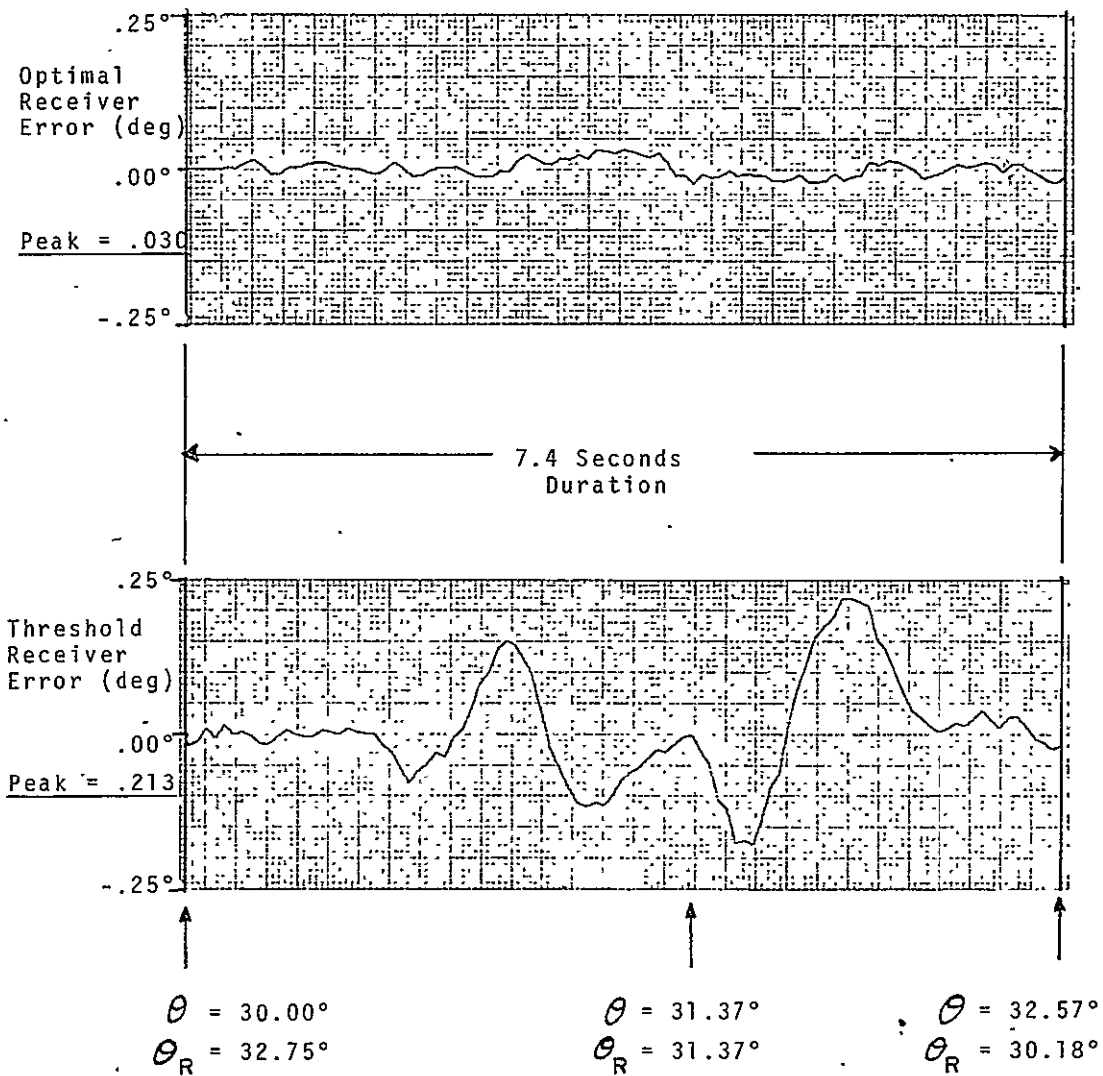 .25°
Optimal
Receiver
Error (deg)
.00°
Peak = .030
-.25°
7.4 Seconds
Duration
.25°
Threshold
Receiver
Error (deg)
.00°
Peak = .213
-.25°
θ = 30.00°
θR = 32.75°
θ = 31.37°
θR = 31.37°
θ = 32.57°
θR = 30.18°